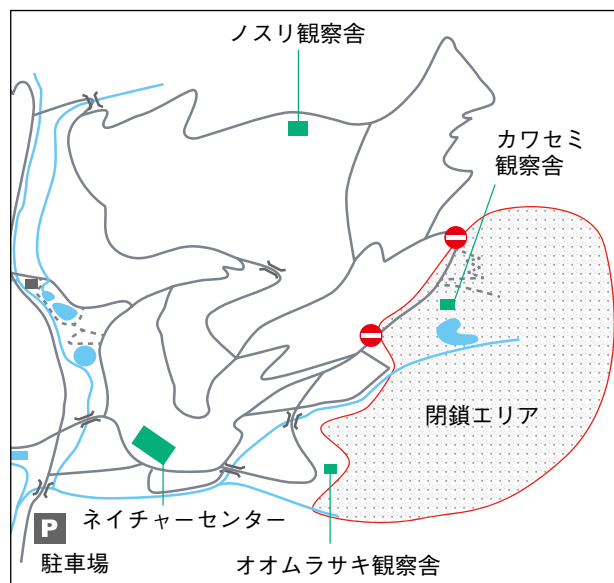 ノスリ観察舎
カワセミ
観察舎
閉鎖エリア
P
ネイチャーセンター
駐車場
オオムラサキ観察舎